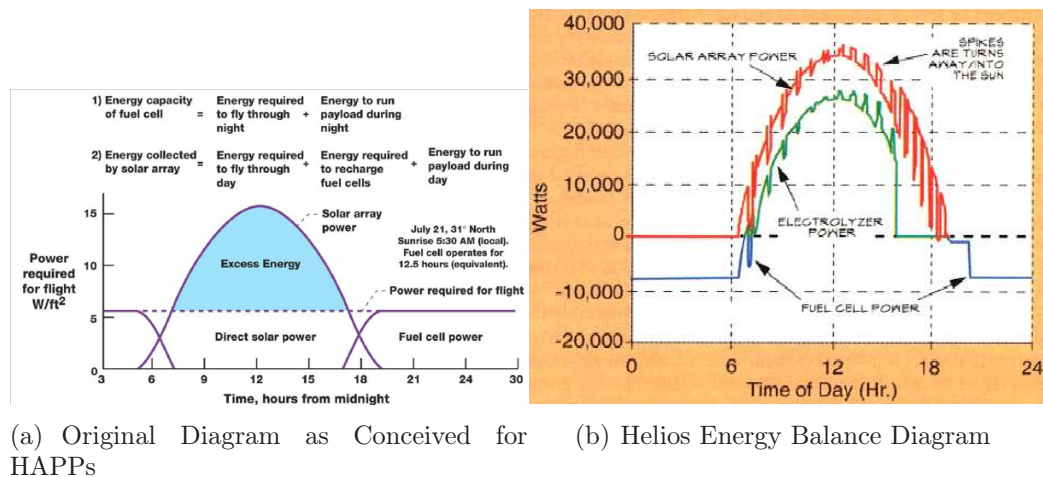 1) Energy capacity of fuel cell = Energy required to fly through night + Energy to run payload during night
2) Energy collected by solar array = Energy required to fly through day + Energy required to recharge fuel cells + Energy to run payload during day
15
10
5
0
Power required for flight W/ft2
Solar array power
July 21, 31° North
Sunrise 5:30 AM (local).
Fuel cell operates for
12.5 hours (equivalent).
Excess Energy
Power required for flight
Direct solar power
Fuel cell power
3 6 9 12 15 18 21 24 27 30
Time, hours from midnight
(a) Original Diagram as Conceived for
HAPPs
40,000
30,000
20,000
10,000
0
-10,000
-20,000
Watts
SOLAR ARRAY POWER
SPIKES
ARE TURNS
AWAY/INTO
THE SUN
ELECTROLYZER
POWER
FUEL CELL POWER
0 6 12 18 24
Time of Day (Hr.)
(b) Helios Energy Balance Diagram